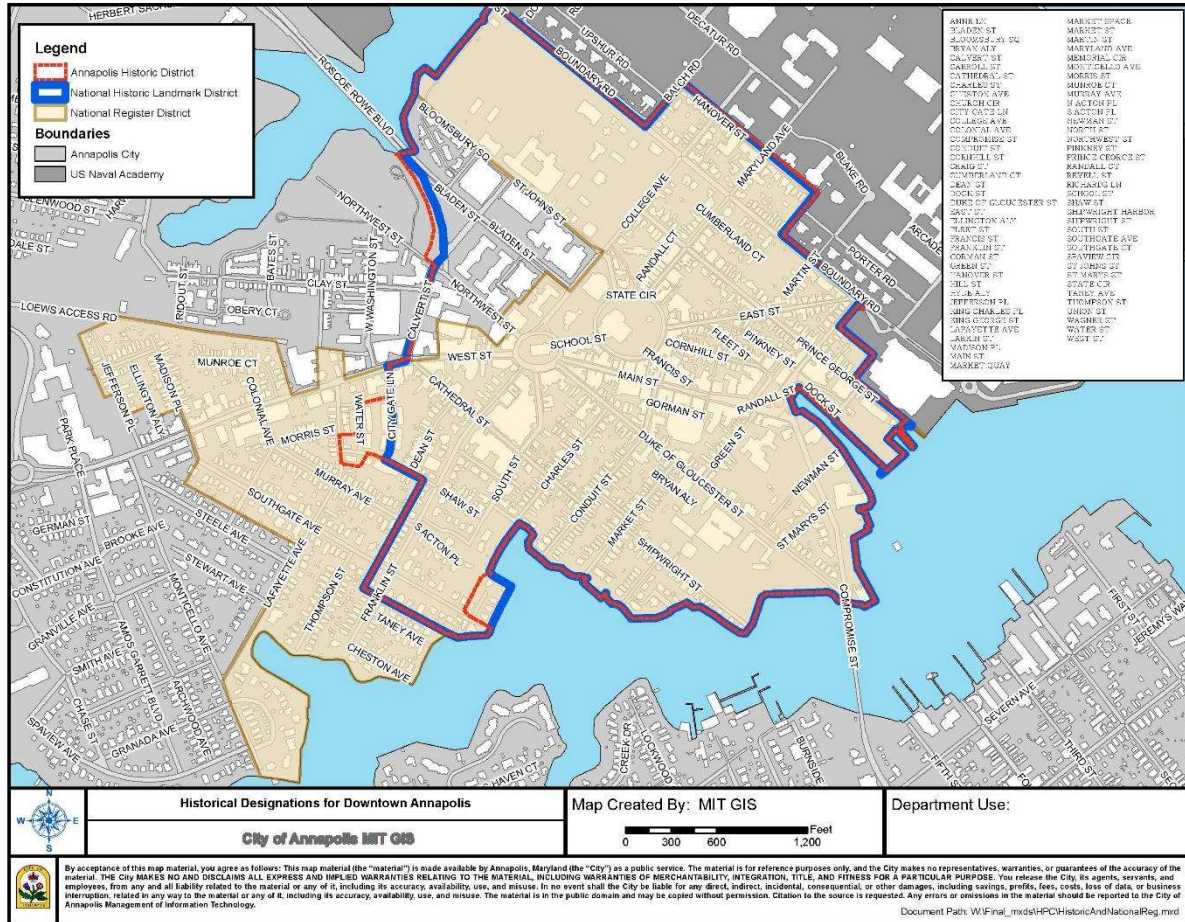 Legend
Annapolis Historic District
National Historic Landmark District
National Register District
Boundaries
Annapolis City
US Naval Academy
ANNE LN
BLADEN ST
BLOOMSBURY SQ
BRYAN ALY
CALVERT ST
CARROLL ST
CATHEDRAL ST
CHARLES ST
CHESTON AVE
CHURCH CIR
CITY GATE LN
COLLEGE AVE
COLONIAL AVE
COMPROMISE ST
CONDUIT ST
CORNHILL ST
CRAIG ST
CUMBERLAND CT
DEAN ST
DOCK ST
DUKE OF GLOUCESTER ST
EAST ST
ELLINGTON ALY
FLEET ST
FRANCIS ST
FRANKLIN ST
GORMAN ST
GREEN ST
HANOVER ST
HILL ST
HYDE ALY
JEFFERSON PL
KING CHARLES PL
KING GEORGE ST
LAFAYETTE AVE
LARKIN ST
MADISON PL
MAIN ST
MARKET QUAY
MARKET SPACE
MARKET ST
MARTIN ST
MARYLAND AVE
MEMORIAL CIR
MONTICELLO AVE
MORRIS ST
MUNROE CT
MURRAY AVE
N ACTON PL
S ACTON PL
NEWMAN ST
NORTH ST
NORTHWEST ST
PINKNEY ST
PRINCE GEORGE ST
RANDALL CT
REVELL ST
RICHARDS LN
SCHOOL ST
SHAW ST
SHIPWRIGHT HARBOR
SHIPWRIGHT ST
SOUTH ST
SOUTHGATE AVE
SOUTHGATE CT
SPAVIEW CIR
ST JOHNS ST
ST MARYS ST
STATE CIR
TANEY AVE
THOMPSON ST
UNION ST
WAGNER ST
WATER ST
WEST ST
ROSCOE ROWE BLVD
UPSHUR RD
DECATUR RD
BOUNDARY RD
BALCH RD
HANOVER ST
MARYLAND AVE
BLAKE RD
ARCADE
PORTER RD
BOUNDARY RD
BLOOMSBURY SQ
ST JOHNS ST
BLADEN ST
BLADEN ST
COLLEGE AVE
CUMBERLAND CT
RANDALL CT
MARTIN ST
STATE CIR
NORTHWEST ST
NORTHWEST ST
GLENWOOD ST
DALE ST
BATES ST
RIDOUT ST
CLAY ST
OBERY CT
W.WASHINGTON ST
CALVERT ST
LOEWS ACCESS RD
WEST ST
SCHOOL ST
EAST ST
FLEET ST
CORNHILL ST
PINKNEY ST
PRINCE GEORGE ST
FRANCIS ST
MAIN ST
GORMAN ST
RANDALL ST
DOCK ST
MUNROE CT
MADISON PL
ELLINGTON ALY
JEFFERSON PL
COLONIAL AVE
WATER ST
CITY GATE LN
CATHEDRAL ST
MORRIS ST
DEAN ST
SOUTH ST
CHARLES ST
DUKE OF GLOUCESTER ST
GREEN ST
NEWMAN ST
PARK PLACE
MURRAY AVE
SHAW ST
CONDUIT ST
MARKET ST
BRYAN ALY
ST MARYS ST
SOUTHGATE AVE
STEELE AVE
S ACTON PL
SHIPWRIGHT ST
GERMAN ST
BROOKE AVE
CONSTITUTION AVE
STEWART AVE
LAFAYETTE AVE
THOMPSON ST
FRANKLIN ST
TANEY AVE
CHESTON AVE
COMPROMISE ST
GRANVILLE AVE
MONTICELLO AVE
AMOS GARRETT BLVD
SMITH AVE
ARCHWOOD AVE
CHASE ST
SPAVIEW AVE
GRANADA AVE
HAVEN CT
CREEK DR
LOCKWOOD
BURNSIDE
SEVERN AVE
FIRST ST
JEREMYS WA
THIRD ST
FIFTH S
N
W E
S
Historical Designations for Downtown Annapolis
City of Annapolis MIT GIS
Map Created By: MIT GIS
Feet
0 300 600 1,200
Department Use:
By acceptance of this map material, you agree as follows: This map material (the "material") is made available by Annapolis, Maryland (the "City") as a public service. The material is for reference purposes only, and the City makes no representatives, warranties, or guarantees of the accuracy of the
material. THE City MAKES NO AND DISCLAIMS ALL EXPRESS AND IMPLIED WARRANTIES RELATING TO THE MATERIAL, INCLUDING WARRANTIES OF MERCHANTABILITY, INTEGRATION, TITLE, AND FITNESS FOR A PARTICULAR PURPOSE. You release the City, its agents, servants, and
employees, from any and all liability related to the material or any of it, including its accuracy, availability, use, and misuse. In no event shall the City be liable for any direct, indirect, incidental, consequential, or other damages, including savings, profits, fees, costs, loss of data, or business
interruption, related in any way to the material or any of it, including its accuracy, availability, use, and misuse. The material is in the public domain and may be copied without permission. Citation to the source is requested. Any errors or omissions in the material should be reported to the City of
Annapolis Management of Information Technology.
Document Path: W:\Final_mxds\HPC\HistoricAndNationalReg.mxd